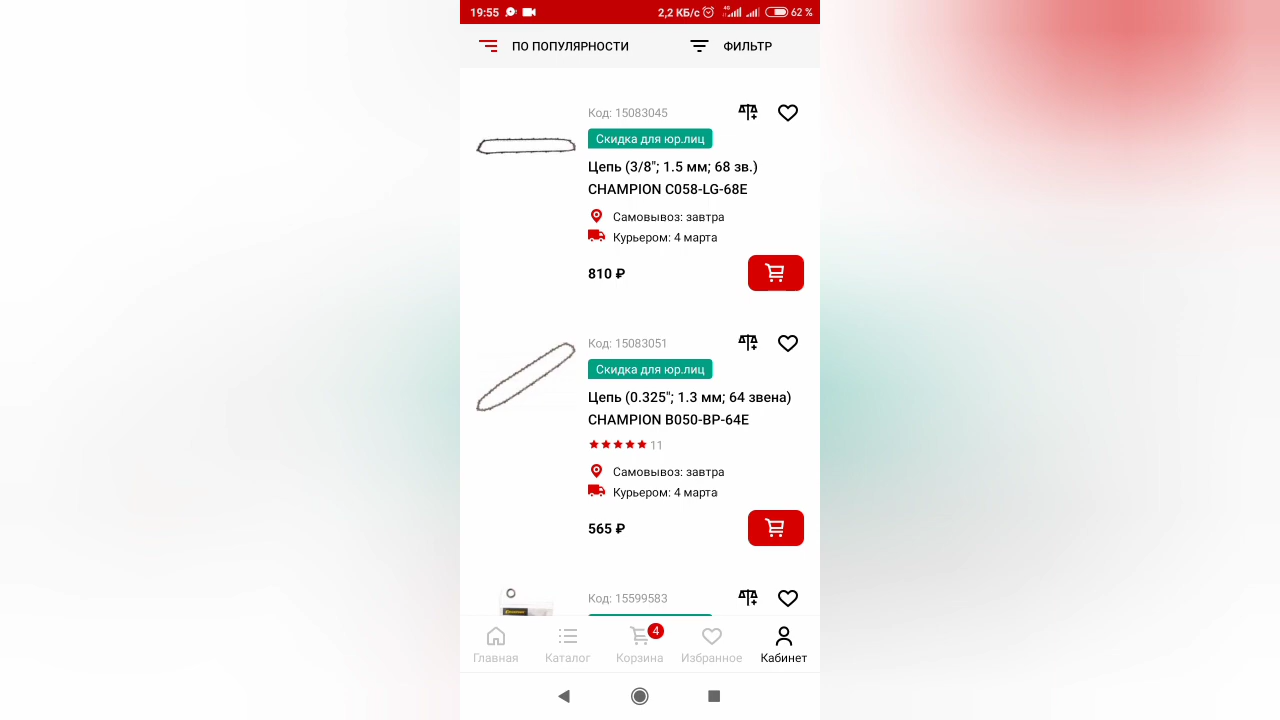 19:55 2,2 КБ/с 4G 62 %
ПО ПОПУЛЯРНОСТИ ФИЛЬТР
Код: 15083045
Скидка для юр.лиц
Цепь (3/8"; 1.5 мм; 68 зв.)
CHAMPION C058-LG-68E
Самовывоз: завтра
Курьером: 4 марта
810 ₽
Код: 15083051
Скидка для юр.лиц
Цепь (0.325"; 1.3 мм; 64 звена)
CHAMPION B050-BP-64E
11
Самовывоз: завтра
Курьером: 4 марта
565 ₽
Код: 15599583
4
Главная Каталог Корзина Избранное Кабинет